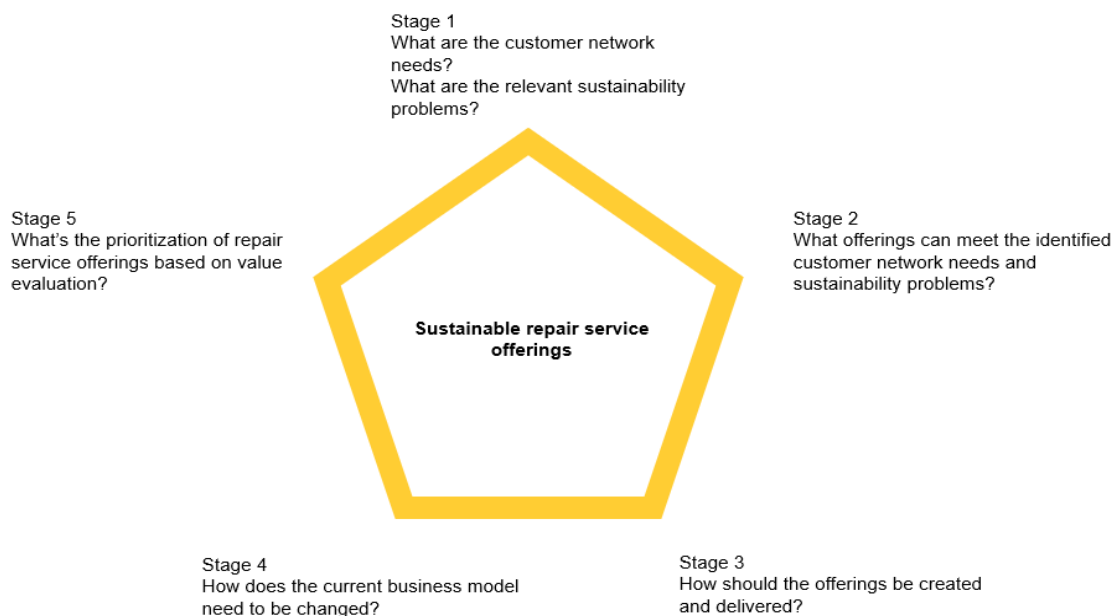 Stage 1
What are the customer network
needs?
What are the relevant sustainability
problems?
Stage 5
What’s the prioritization of repair
service offerings based on value
evaluation?
Stage 2
What offerings can meet the identified
customer network needs and
sustainability problems?
Sustainable repair service
offerings
Stage 4
How does the current business model
need to be changed?
Stage 3
How should the offerings be created
and delivered?